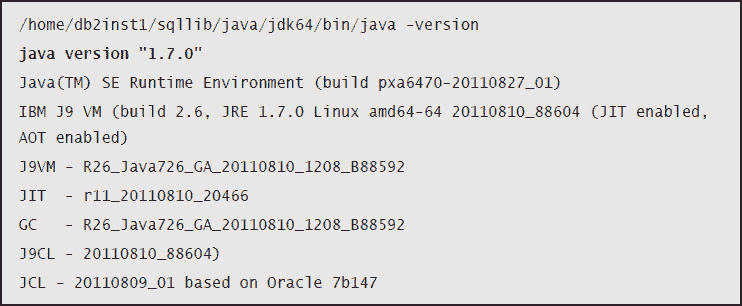 /home/db2inst1/sqllib/java/jdk64/bin/java -version
java version "1.7.0"
Java(TM) SE Runtime Environment (build pxa6470-20110827_01)
IBM J9 VM (build 2.6, JRE 1.7.0 Linux amd64-64 20110810_88604 (JIT enabled,
AOT enabled)
J9VM - R26_Java726_GA_20110810_1208_B88592
JIT  - r11_20110810_20466
GC   - R26_Java726_GA_20110810_1208_B88592
J9CL - 20110810_88604)
JCL - 20110809_01 based on Oracle 7b147